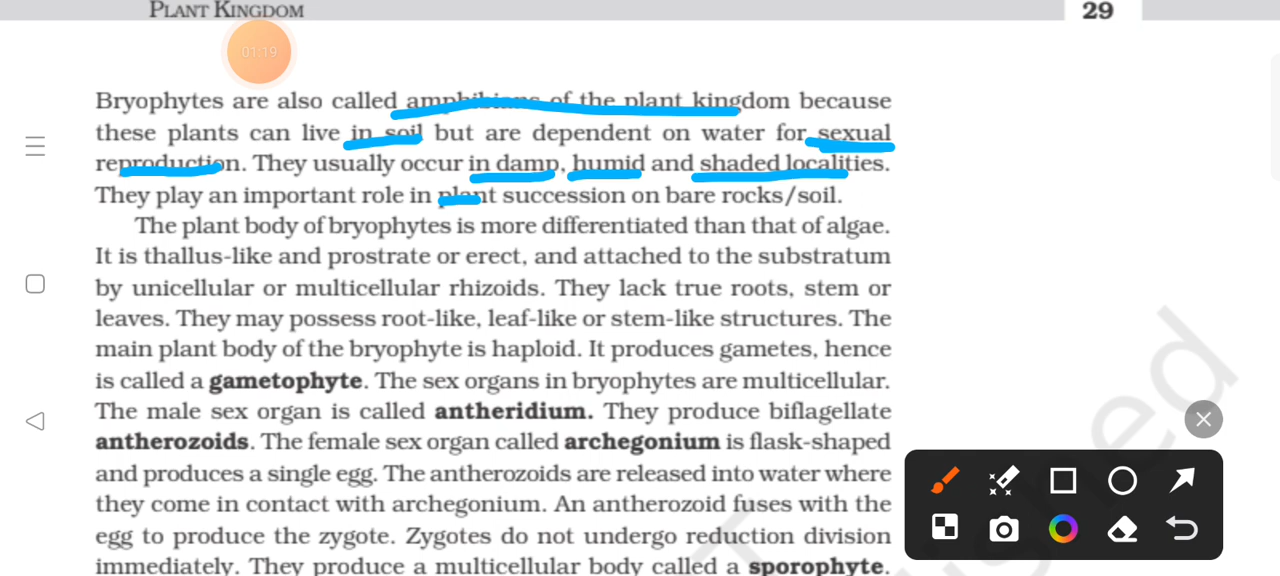 PLANT KINGDOM
29
01:19
Bryophytes are also called amphibians of the plant kingdom because
these plants can live in soil but are dependent on water for sexual
reproduction. They usually occur in damp, humid and shaded localities.
They play an important role in plant succession on bare rocks/soil.
The plant body of bryophytes is more differentiated than that of algae.
It is thallus-like and prostrate or erect, and attached to the substratum
by unicellular or multicellular rhizoids. They lack true roots, stem or
leaves. They may possess root-like, leaf-like or stem-like structures. The
main plant body of the bryophyte is haploid. It produces gametes, hence
is called a gametophyte. The sex organs in bryophytes are multicellular.
The male sex organ is called antheridium. They produce biflagellate
antherozoids. The female sex organ called archegonium is flask-shaped
and produces a single egg. The antherozoids are released into water where
they come in contact with archegonium. An antherozoid fuses with the
egg to produce the zygote. Zygotes do not undergo reduction division
immediately. They produce a multicellular body called a sporophyte.